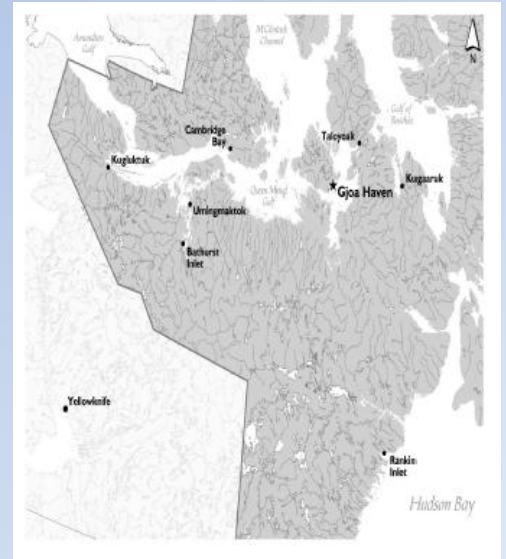 Amundsen
Gulf
McClintock
Channel
N
Gulf of
Boothia
Cambridge
Bay
Taloyoak
Kugluktuk
Kugaaruk
Queen Maud
Gulf
Gjoa Haven
Umingmaktok
Bathurst
Inlet
Yellowknife
Rankin
Inlet
Hudson Bay